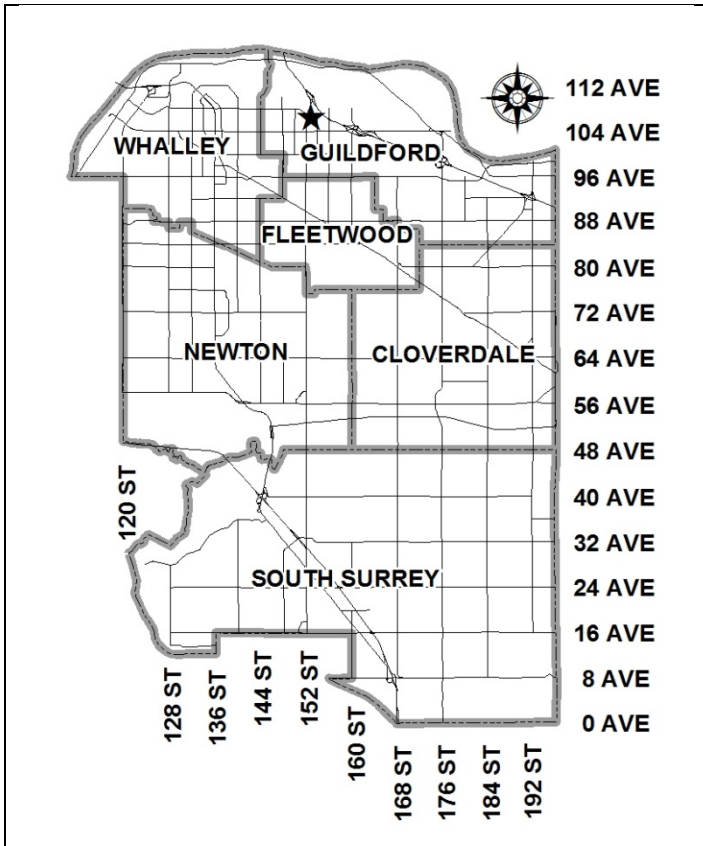 112 AVE
104 AVE
WHALLEY
GUILDFORD
96 AVE
88 AVE
FLEETWOOD
80 AVE
72 AVE
NEWTON
CLOVERDALE
64 AVE
56 AVE
48 AVE
120 ST
40 AVE
32 AVE
SOUTH SURREY
24 AVE
16 AVE
128 ST
136 ST
144 ST
152 ST
160 ST
8 AVE
0 AVE
168 ST
176 ST
184 ST
192 ST